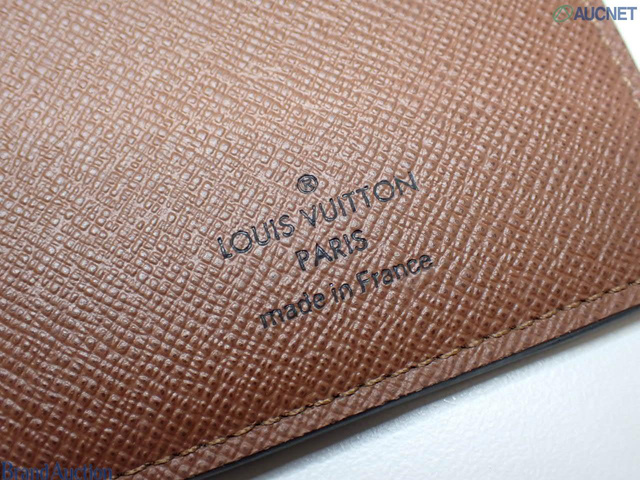 AUCNET
®
LOUIS VUITTON
PARIS
made in France
Brand Auction